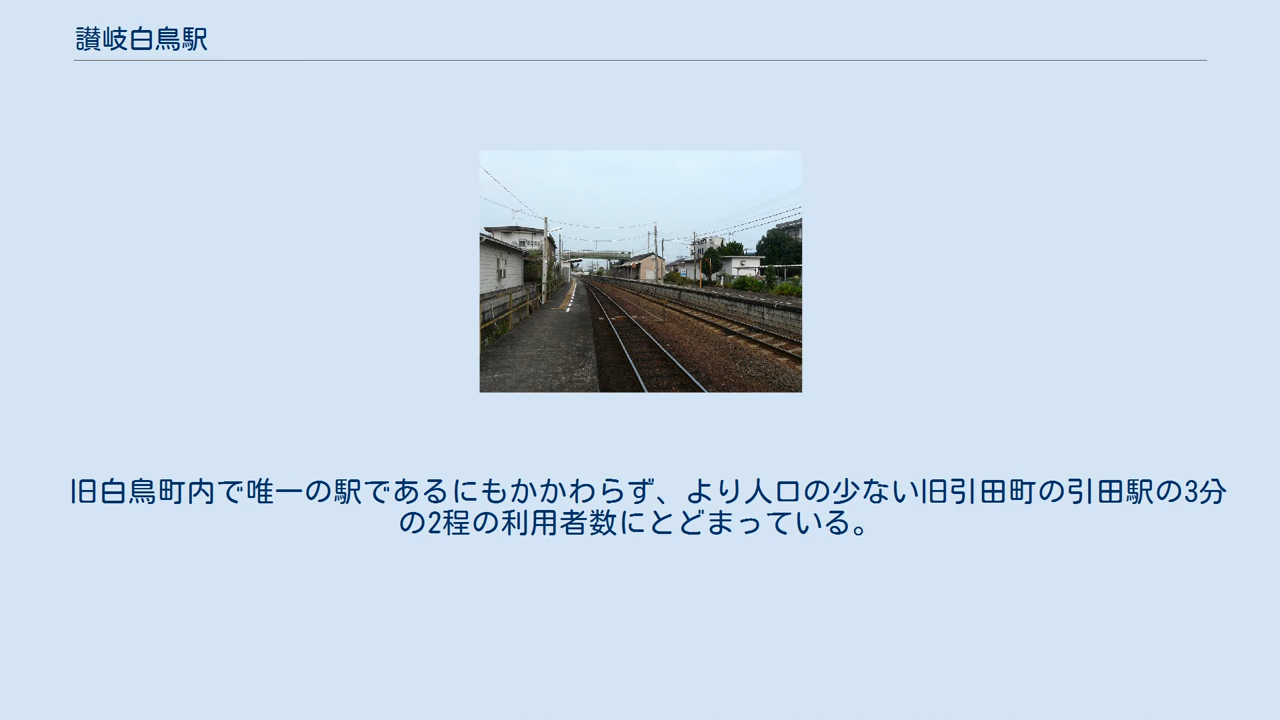 讃岐白鳥駅
旧白鳥町内で唯一の駅であるにもかかわらず、より人口の少ない旧引田町の引田駅の3分
の2程の利用者数にとどまっている。